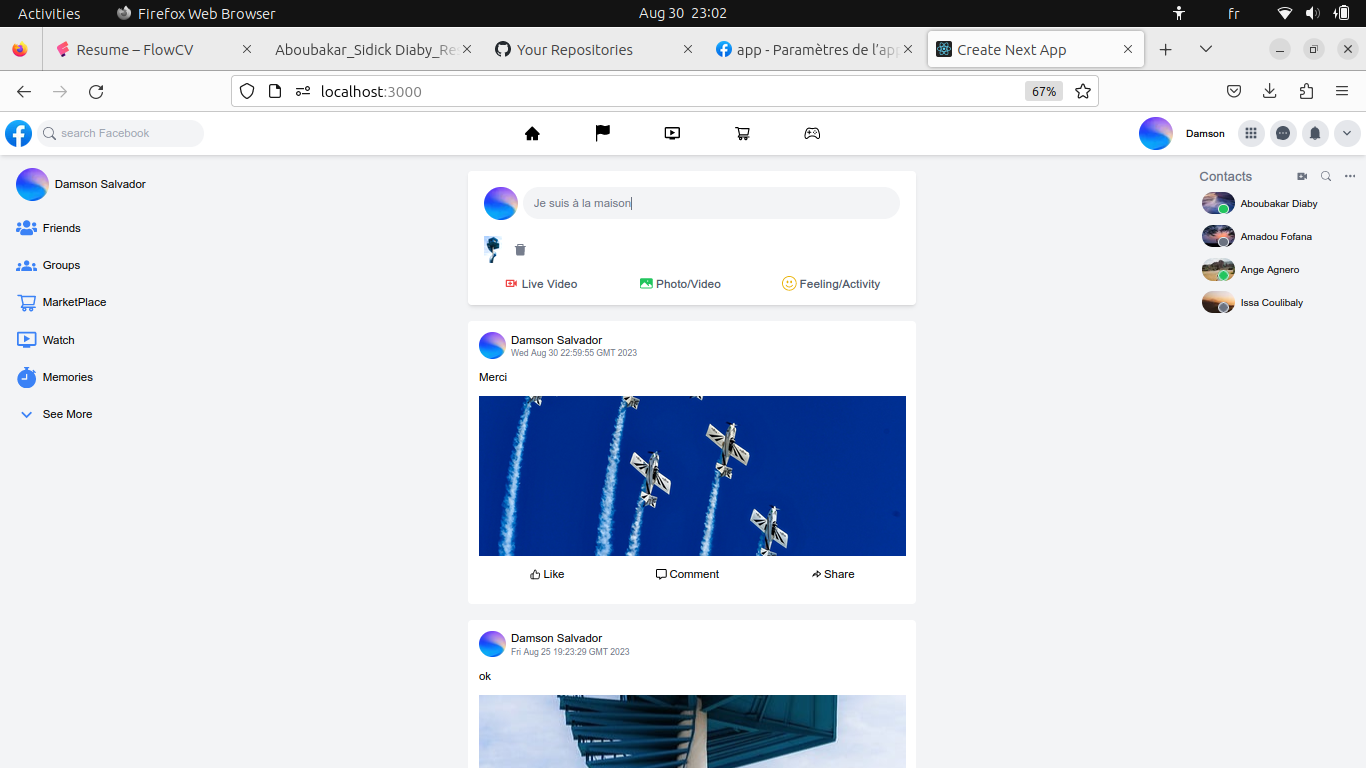 Activities Firefox Web Browser Aug 30 23:02 fr
Resume – FlowCV Aboubakar_Sidick Diaby_Res Your Repositories app - Paramètres de l'app Create Next App
localhost:3000 67%
search Facebook Damson
Damson Salvador
Friends
Groups
MarketPlace
Watch
Memories
See More
Je suis à la maison
Live Video Photo/Video Feeling/Activity
Damson Salvador
Wed Aug 30 22:59:55 GMT 2023
Merci
Like Comment Share
Damson Salvador
Fri Aug 25 19:23:29 GMT 2023
ok
Contacts
Aboubakar Diaby
Amadou Fofana
Ange Agnero
Issa Coulibaly